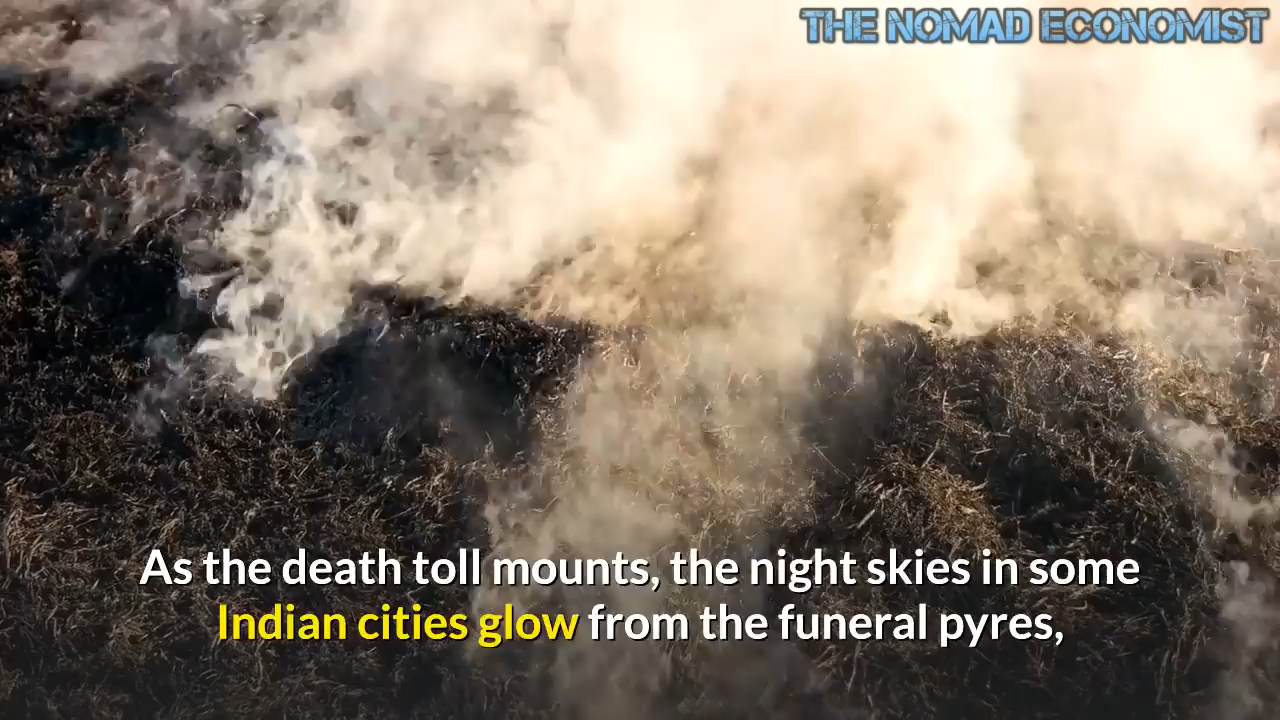 THE NOMAD ECONOMIST
As the death toll mounts, the night skies in some
Indian cities glow from the funeral pyres,